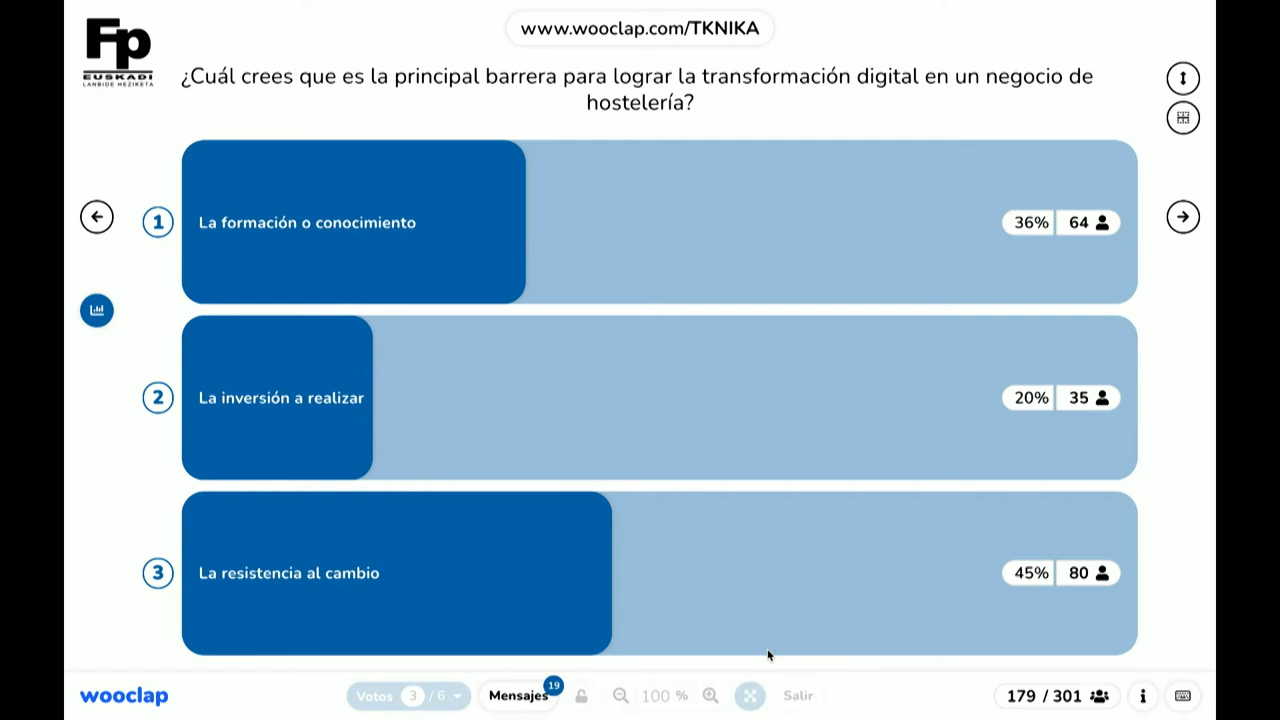 Fp
EUSKADI
LANBIDE HEZIKETA
www.wooclap.com/TKNIKA
¿Cuál crees que es la principal barrera para lograr la transformación digital en un negocio de
hostelería?
1 La formación o conocimiento 36% 64
2 La inversión a realizar 20% 35
3 La resistencia al cambio 45% 80
wooclap Votos 3 / 6 Mensajes 19 100 % Salir 179 / 301